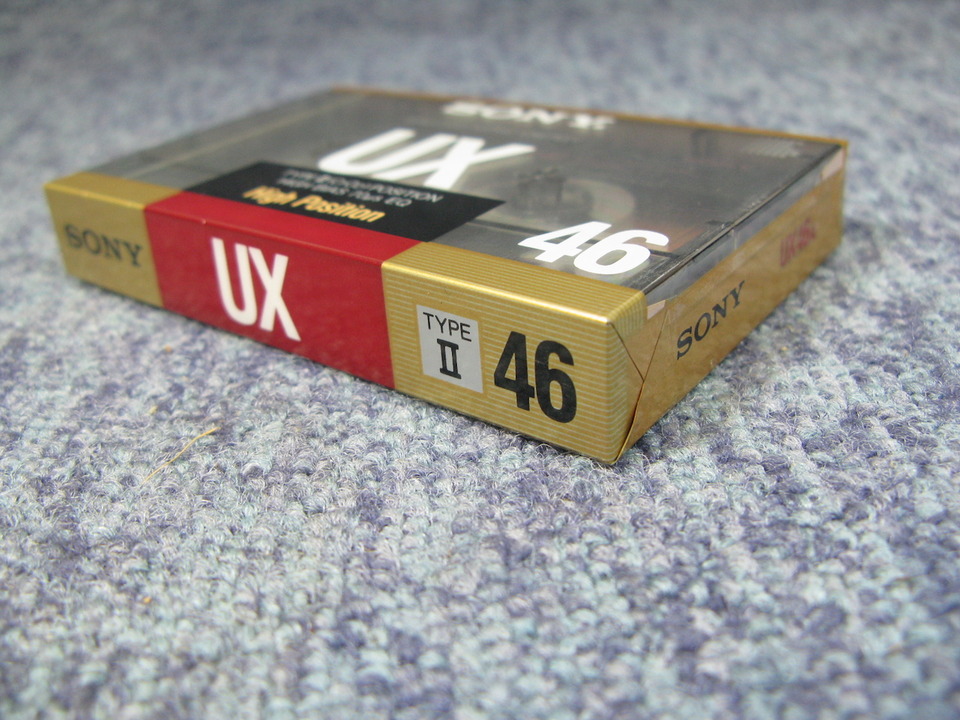 SONY
UX
High Position
46
SONY
UX
TYPE
II
46
SONY